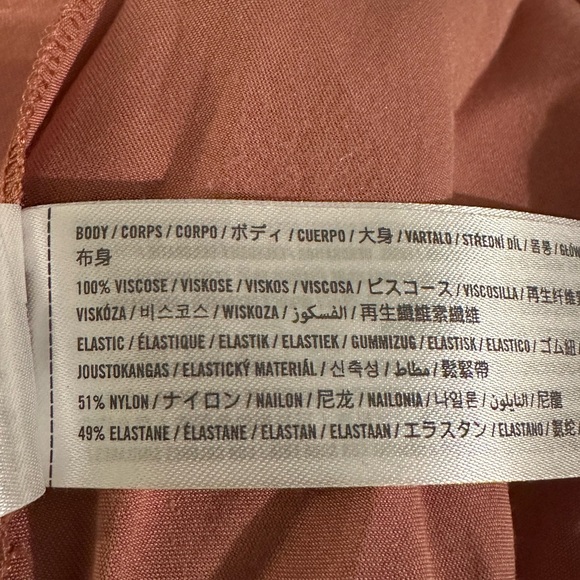 BODY / CORPS / CORPO / ボディ / CUERPO / 大身 / VARTALO / STŘEDNÍ DÍL / 몸통 / GŁÓW
布身
100% VISCOSE / VISKOSE / VISKOS / VISCOSA / ビスコース / VISCOSILLA / 再生纤维
VISKÓZA / 비스코스 / WISKOZA / الفسكوز / 再生纖維素纖維
ELASTIC / ÉLASTIQUE / ELASTIK / ELASTIEK / GUMMIZUG / ELASTISK / ELASTICO / ゴム紐
JOUSTOKANGAS / ELASTICKÝ MATERIÁL / 신축성 / مطاط / 鬆緊帶
51% NYLON / ナイロン / NAILON / 尼龙 / NAILONIA / 나일론 / النايلون / 尼龍
49% ELASTANE / ÉLASTANE / ELASTAN / ELASTAAN / エラスタン / ELASTANO / 氨纶